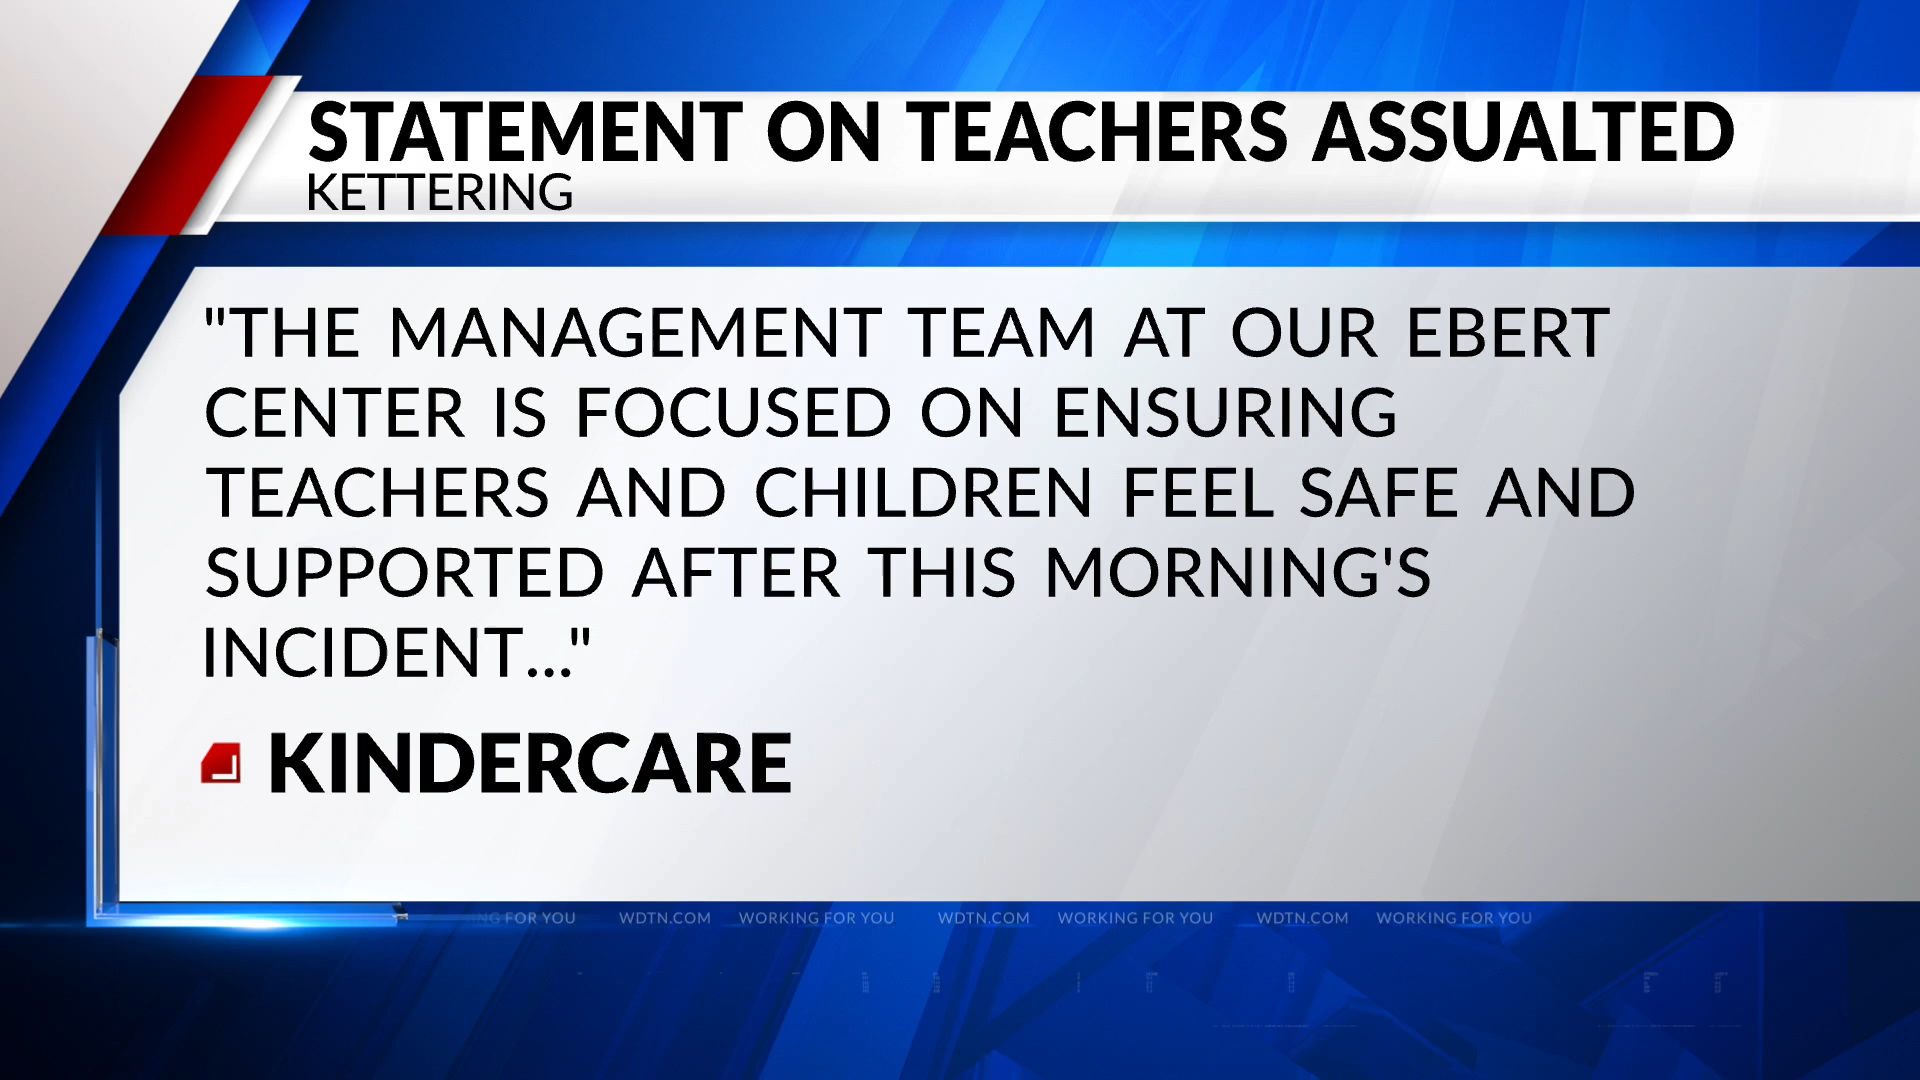 STATEMENT ON TEACHERS ASSUALTED
KETTERING
"THE MANAGEMENT TEAM AT OUR EBERT
CENTER IS FOCUSED ON ENSURING
TEACHERS AND CHILDREN FEEL SAFE AND
SUPPORTED AFTER THIS MORNING'S
INCIDENT..."
KINDERCARE
NG FOR YOU WDTN.COM WORKING FOR YOU WDTN.COM WORKING FOR YOU WDTN.COM WORKING FOR YOU